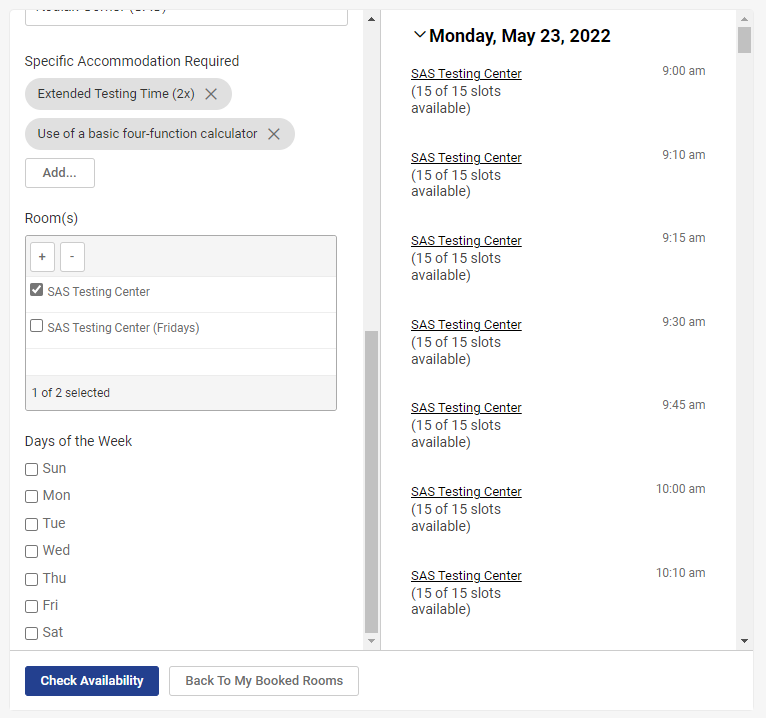 Specific Accommodation Required
Extended Testing Time (2x)
Use of a basic four-function calculator
Add...
Room(s)
+ -
SAS Testing Center
SAS Testing Center (Fridays)
1 of 2 selected
Days of the Week
Sun
Mon
Tue
Wed
Thu
Fri
Sat
Monday, May 23, 2022
SAS Testing Center 9:00 am
(15 of 15 slots
available)
SAS Testing Center 9:10 am
(15 of 15 slots
available)
SAS Testing Center 9:15 am
(15 of 15 slots
available)
SAS Testing Center 9:30 am
(15 of 15 slots
available)
SAS Testing Center 9:45 am
(15 of 15 slots
available)
SAS Testing Center 10:00 am
(15 of 15 slots
available)
SAS Testing Center 10:10 am
(15 of 15 slots
available)
Check Availability
Back To My Booked Rooms